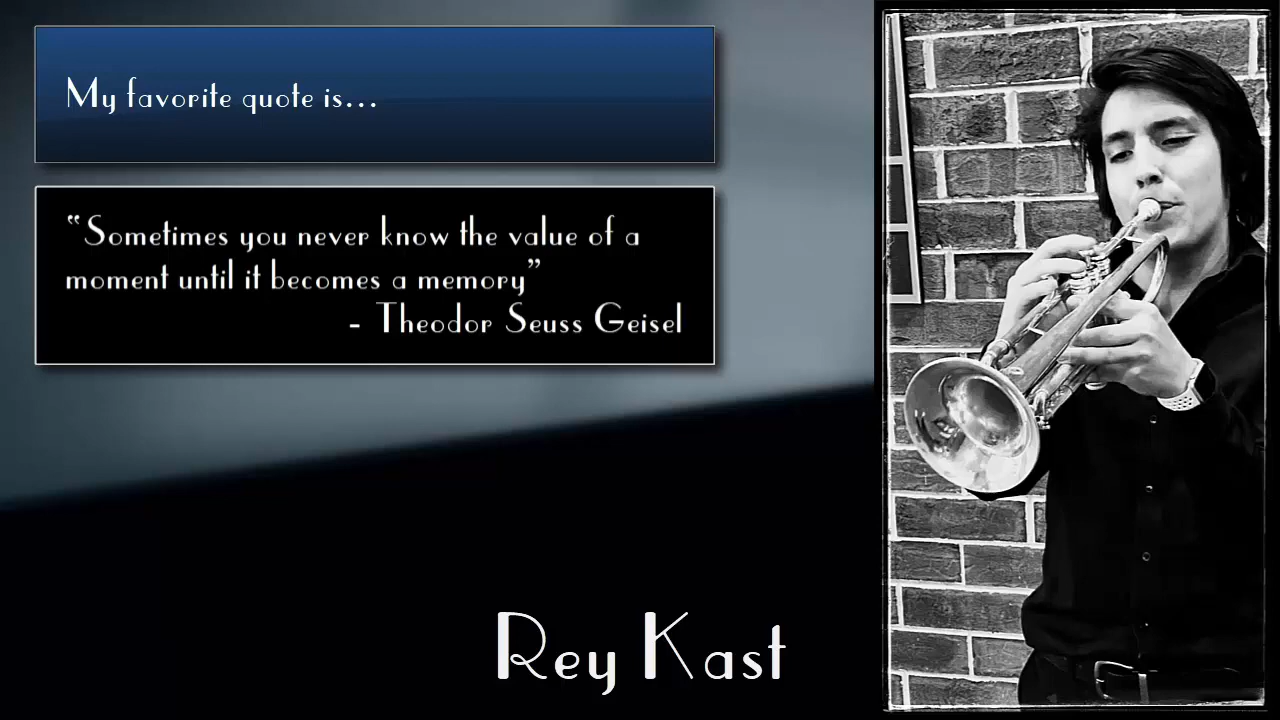 My favorite quote is...
“Sometimes you never know the value of a
moment until it becomes a memory”
- Theodor Seuss Geisel
Rey Kast